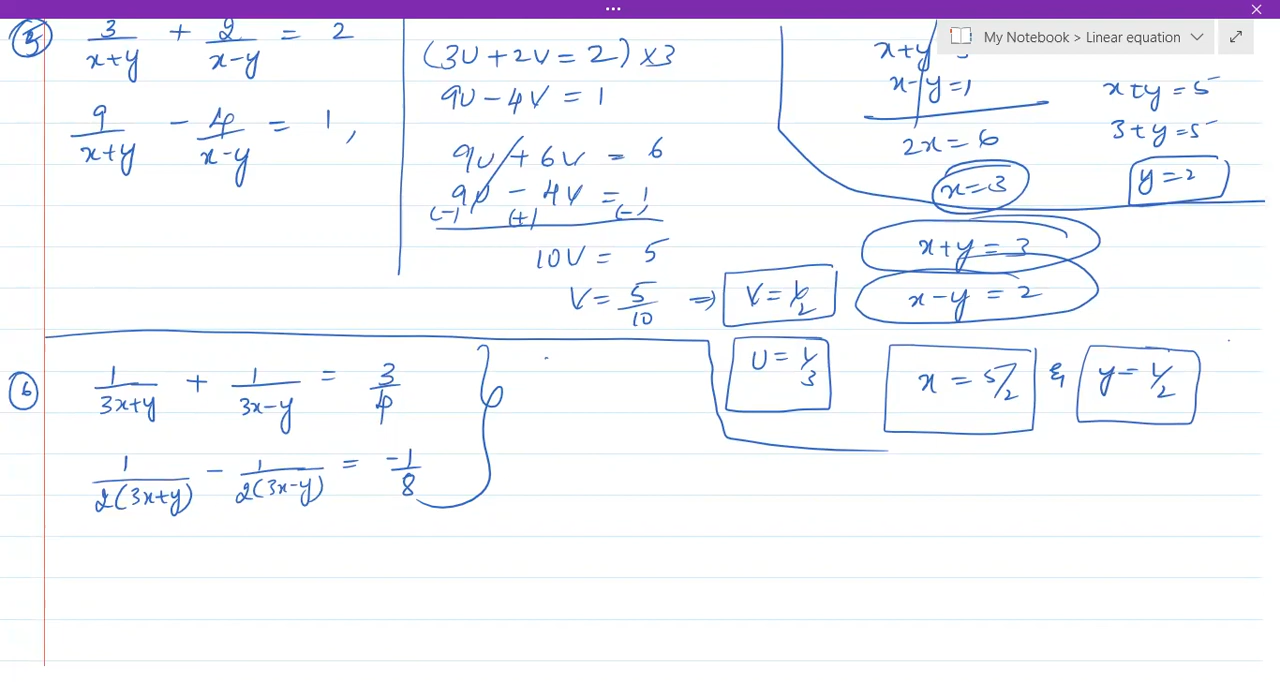 My Notebook > Linear equation
3/(x+y) + 2/(x-y) = 2
9/(x+y) - 4/(x-y) = 1,
(3U + 2V = 2) ×3
9U - 4V = 1
9U + 6V = 6
9U - 4V = 1
(-) (+) (-)
10V = 5
V = 5/10 ⇒ V = 1/2
U = 1/3
x+y
x-y=1
2x = 6
x=3
x+y=5
3+y=5
y=2
x+y = 3
x-y = 2
x = 5/2 & y = 1/2
6 1/(3x+y) + 1/(3x-y) = 3/4
1/(2(3x+y)) - 1/(2(3x-y)) = -1/8